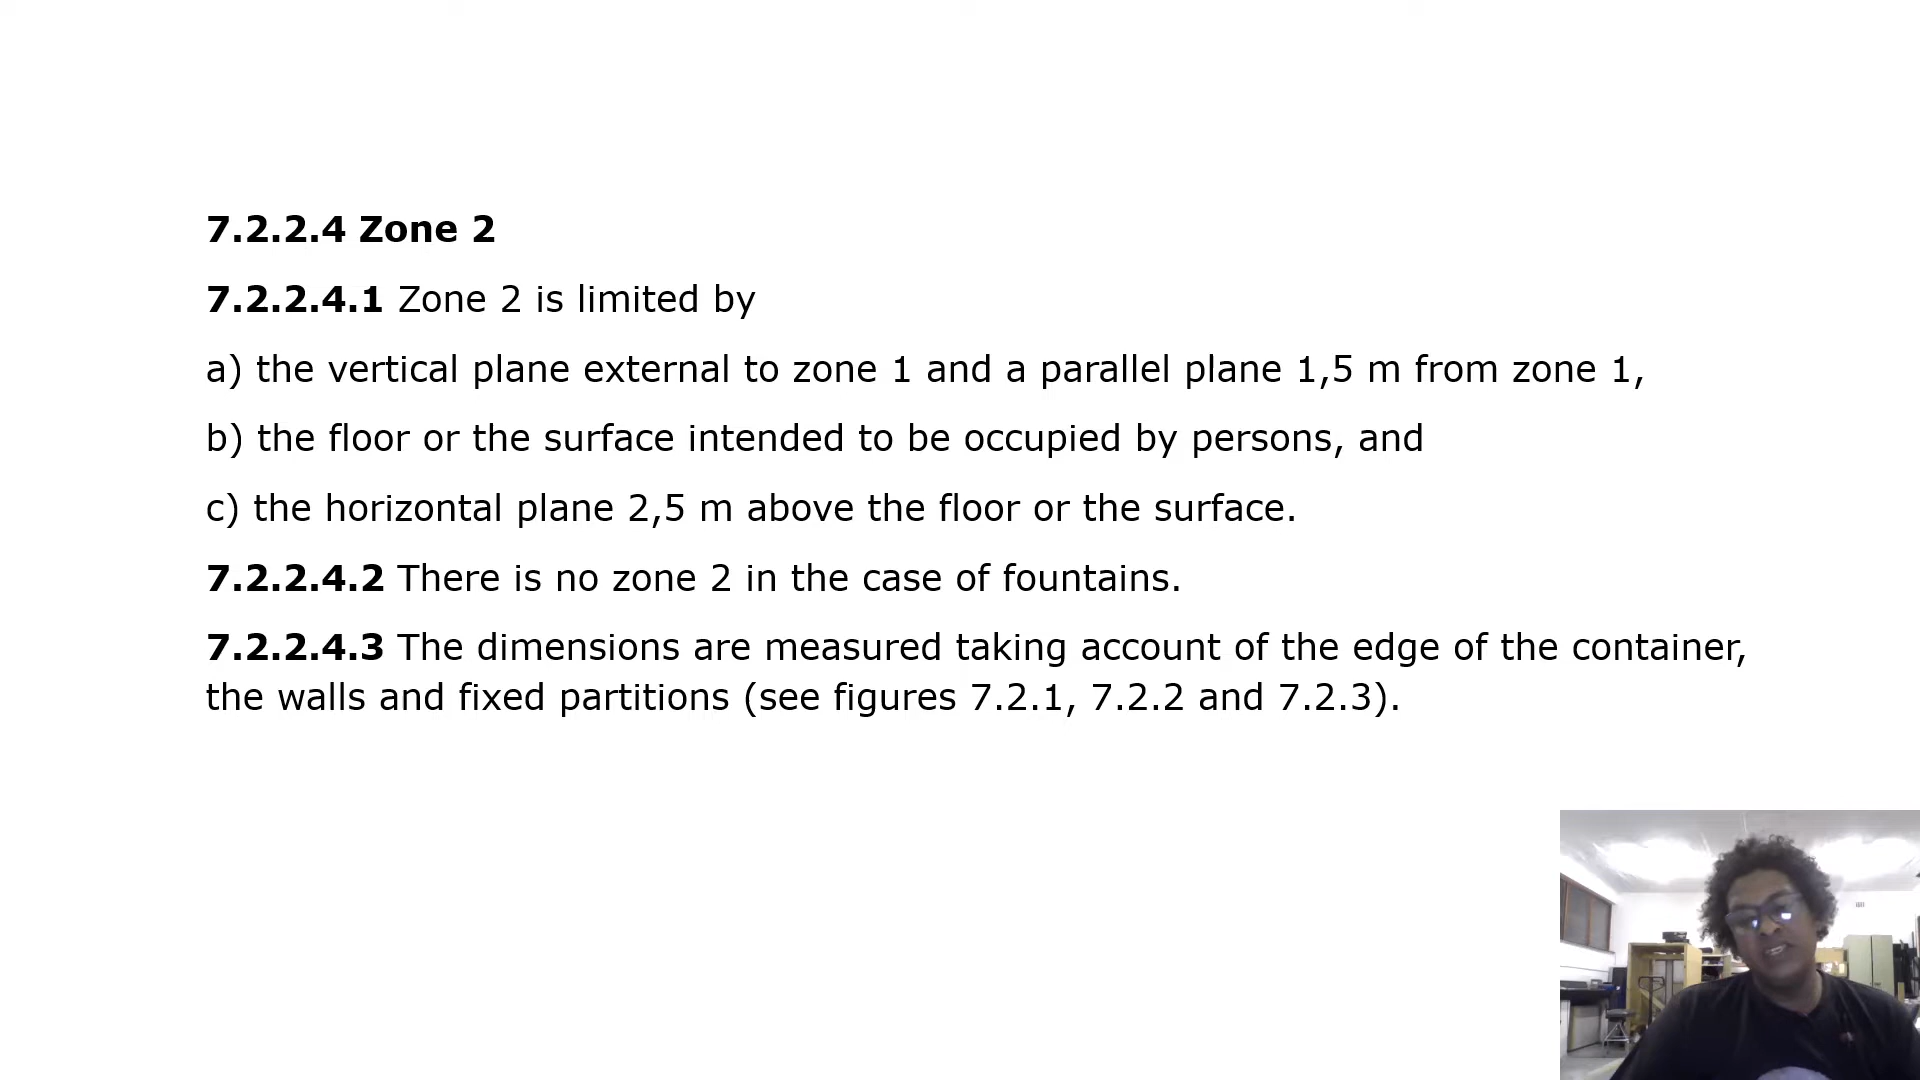 7.2.2.4 Zone 2
7.2.2.4.1 Zone 2 is limited by
a) the vertical plane external to zone 1 and a parallel plane 1,5 m from zone 1,
b) the floor or the surface intended to be occupied by persons, and
c) the horizontal plane 2,5 m above the floor or the surface.
7.2.2.4.2 There is no zone 2 in the case of fountains.
7.2.2.4.3 The dimensions are measured taking account of the edge of the container,
the walls and fixed partitions (see figures 7.2.1, 7.2.2 and 7.2.3).